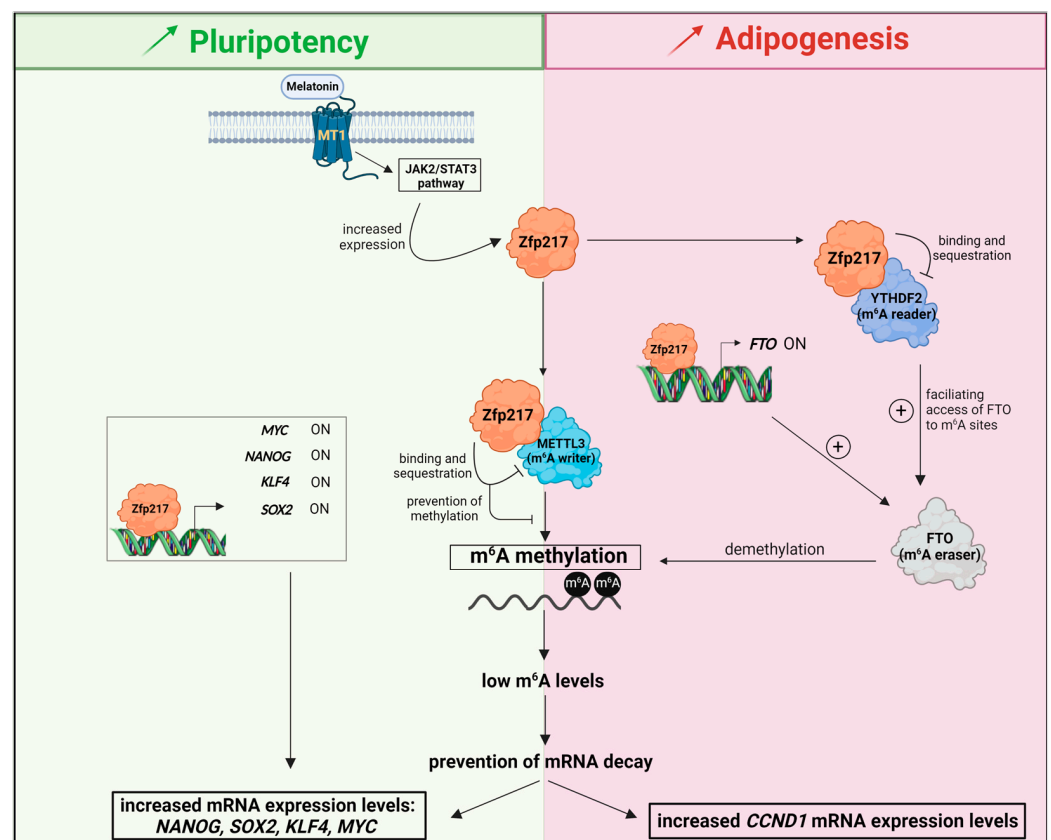 Pluripotency
Adipogenesis
Melatonin
MT1
JAK2/STAT3
pathway
increased
expression
Zfp217
Zfp217
binding and
sequestration
YTHDF2
(m⁶A reader)
Zfp217
FTO ON
faciliating
access of FTO
to m⁶A sites
+
+
Zfp217
METTL3
(m⁶A writer)
binding and
sequestration
prevention of
methylation
MYC ON
NANOG ON
KLF4 ON
SOX2 ON
Zfp217
FTO
(m⁶A eraser)
demethylation
m⁶A methylation
m⁶A m⁶A
low m⁶A levels
prevention of mRNA decay
increased mRNA expression levels:
NANOG, SOX2, KLF4, MYC
increased CCND1 mRNA expression levels